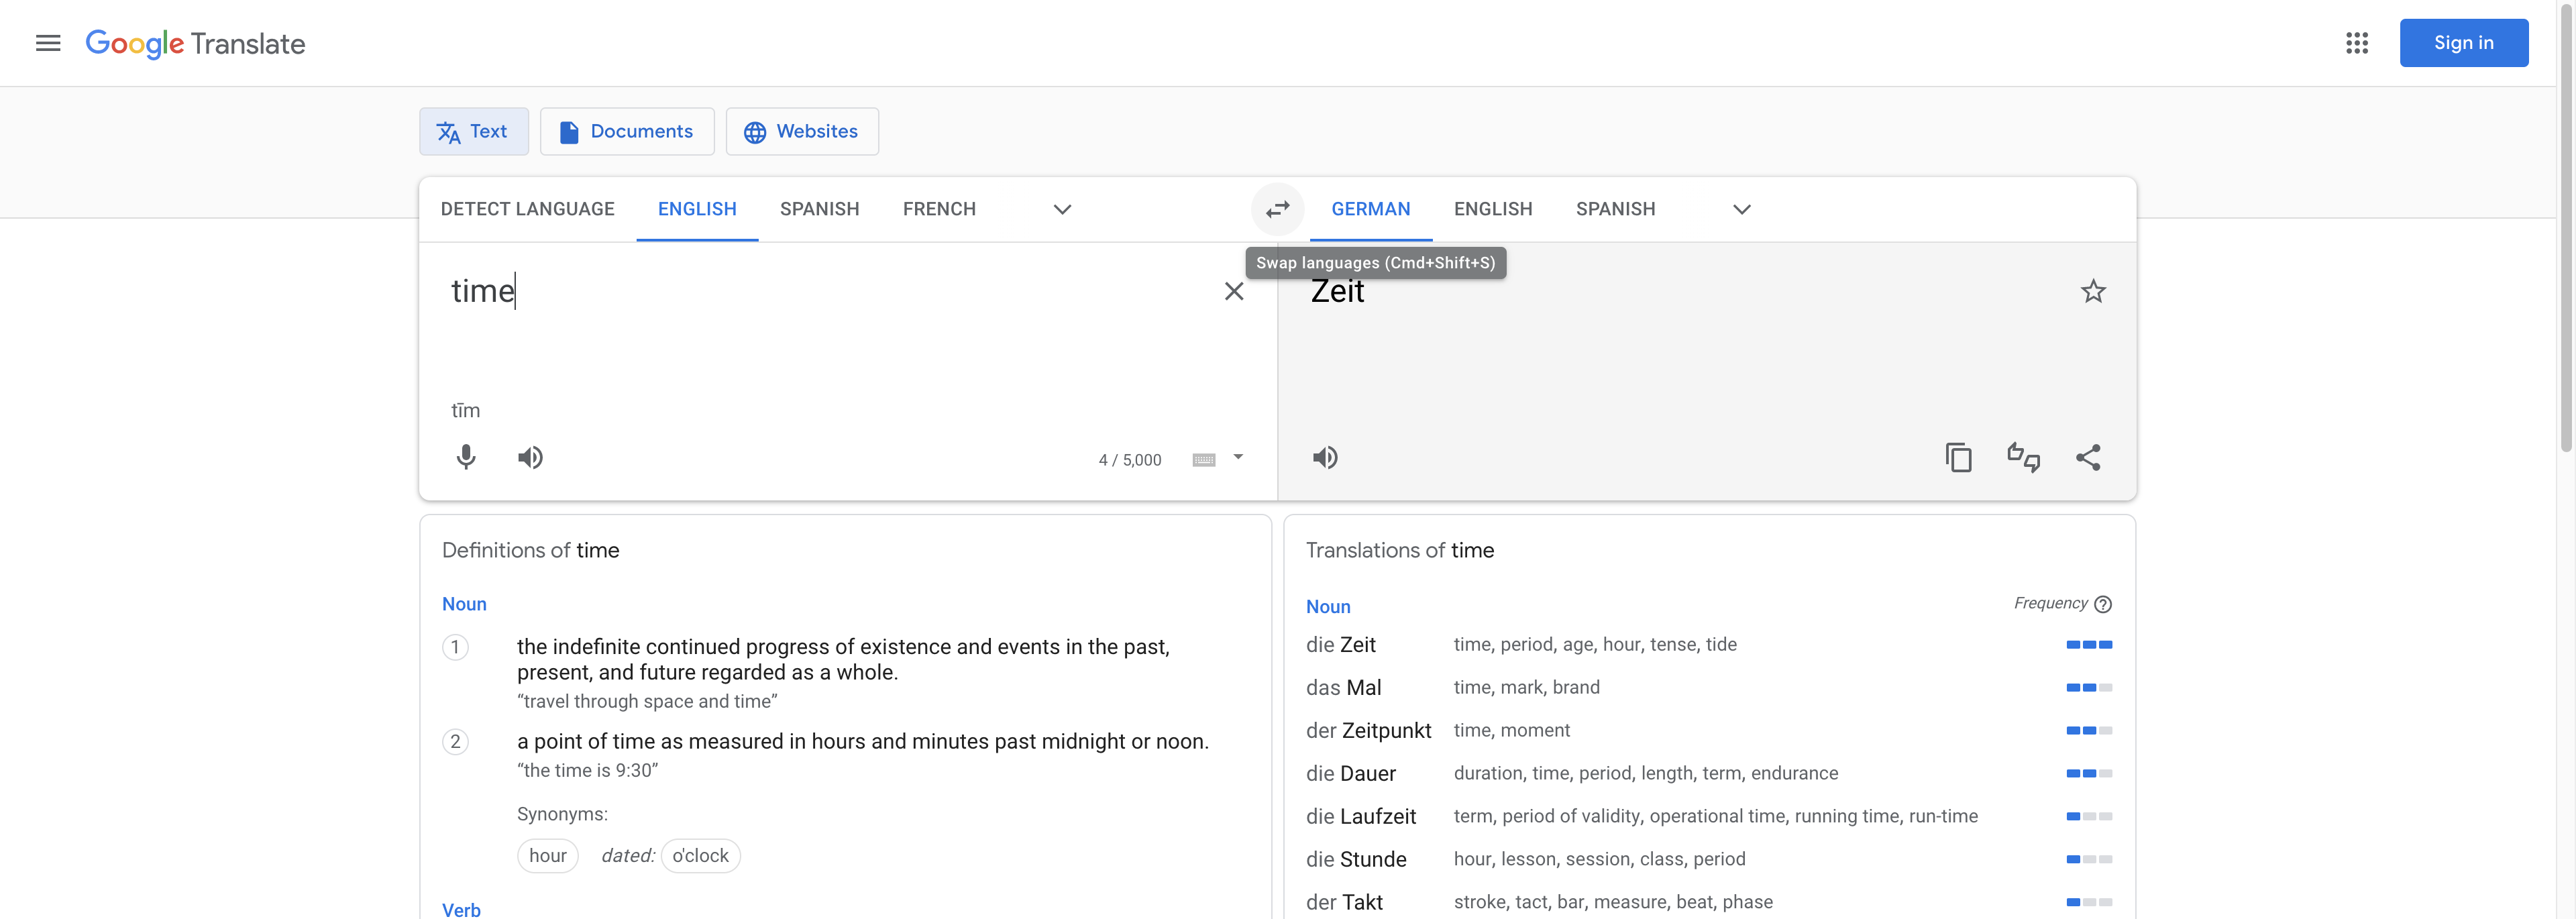 Google Translate
Sign in
Text
Documents
Websites
DETECT LANGUAGE
ENGLISH
SPANISH
FRENCH
GERMAN
ENGLISH
SPANISH
Swap languages (Cmd+Shift+S)
time
Zeit
tīm
4 / 5,000
Definitions of time
Noun
1
the indefinite continued progress of existence and events in the past,
present, and future regarded as a whole.
“travel through space and time”
2
a point of time as measured in hours and minutes past midnight or noon.
“the time is 9:30”
Synonyms:
hour
dated: o'clock
Verb
Translations of time
Noun
Frequency
die Zeit time, period, age, hour, tense, tide
das Mal time, mark, brand
der Zeitpunkt time, moment
die Dauer duration, time, period, length, term, endurance
die Laufzeit term, period of validity, operational time, running time, run-time
die Stunde hour, lesson, session, class, period
der Takt stroke, tact, bar, measure, beat, phase